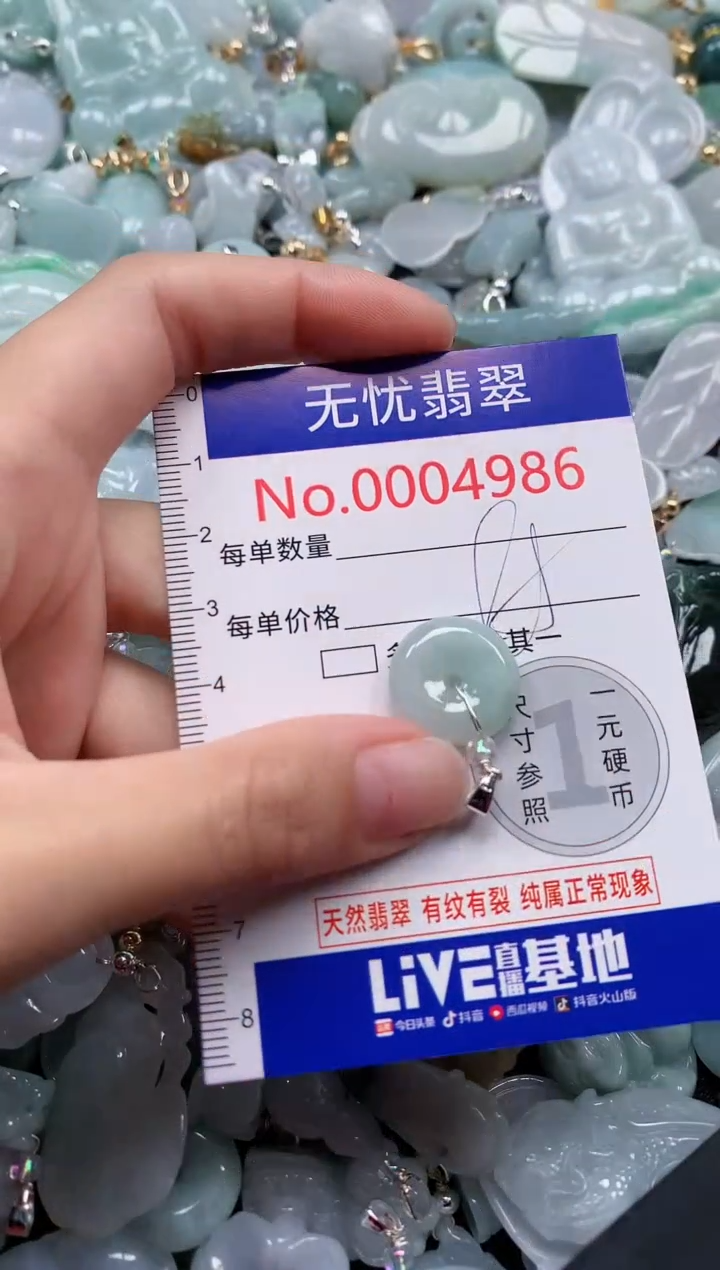 无忧翡翠
No.0004986
0
1
2
每单数量
3
每单价格
4
其一
尺寸参照
1
一元硬币
7
天然翡翠 有纹有裂 纯属正常现象
LiVE直播基地
8
今日头条 抖音 西瓜视频 抖音火山版